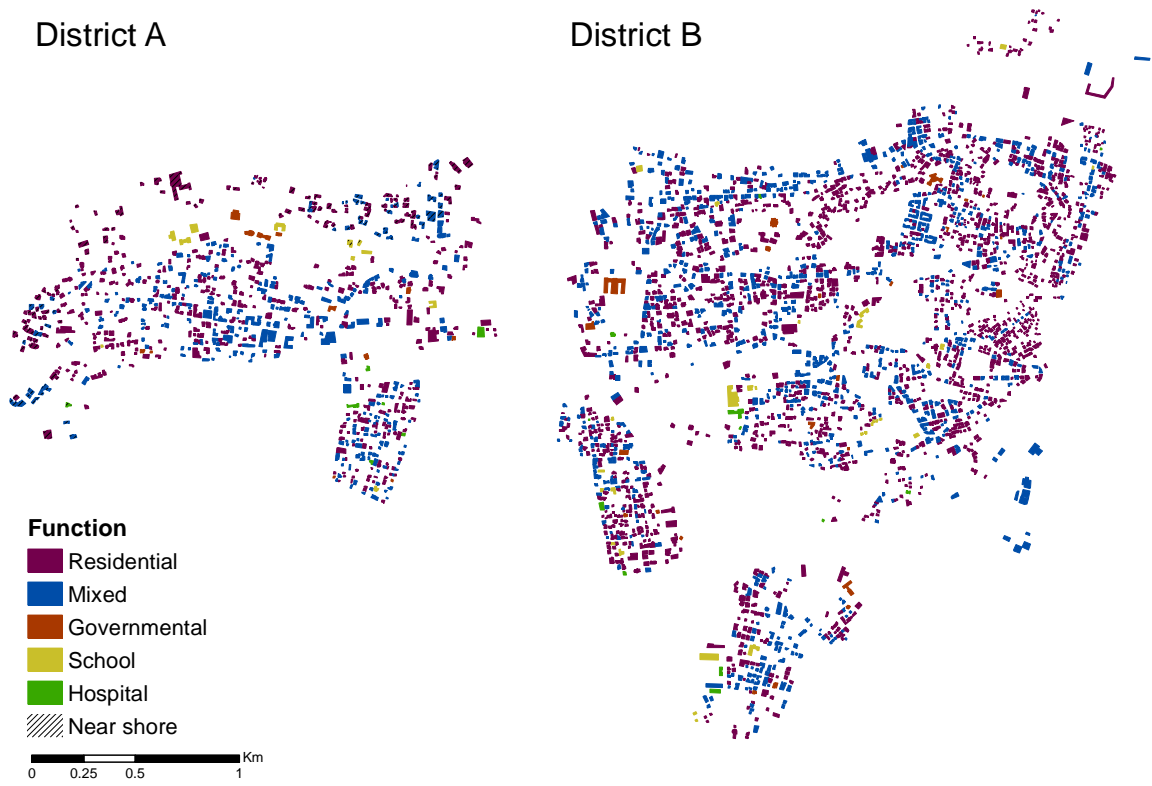 District A
District B
Function
Residential
Mixed
Governmental
School
Hospital
Near shore
Km
0 0.25 0.5 1